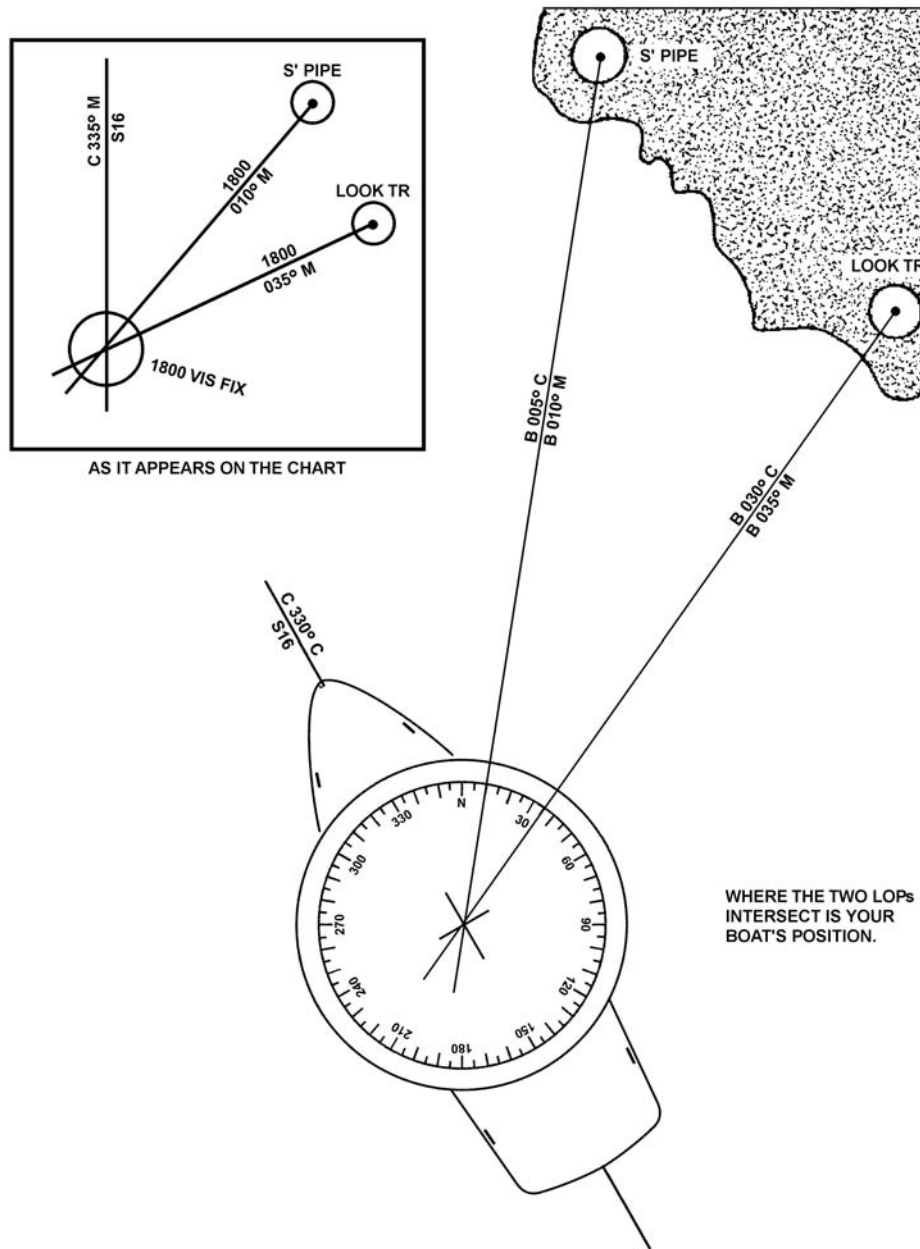 C 335° M
S16
S' PIPE
1800
010° M
LOOK TR
1800
035° M
1800 VIS FIX
AS IT APPEARS ON THE CHART
S' PIPE
LOOK TR
B 005° C
B 010° M
B 030° C
B 035° M
C 330° C
S16
N
30
60
90
120
150
180
210
240
270
300
330
WHERE THE TWO LOPs
INTERSECT IS YOUR
BOAT'S POSITION.